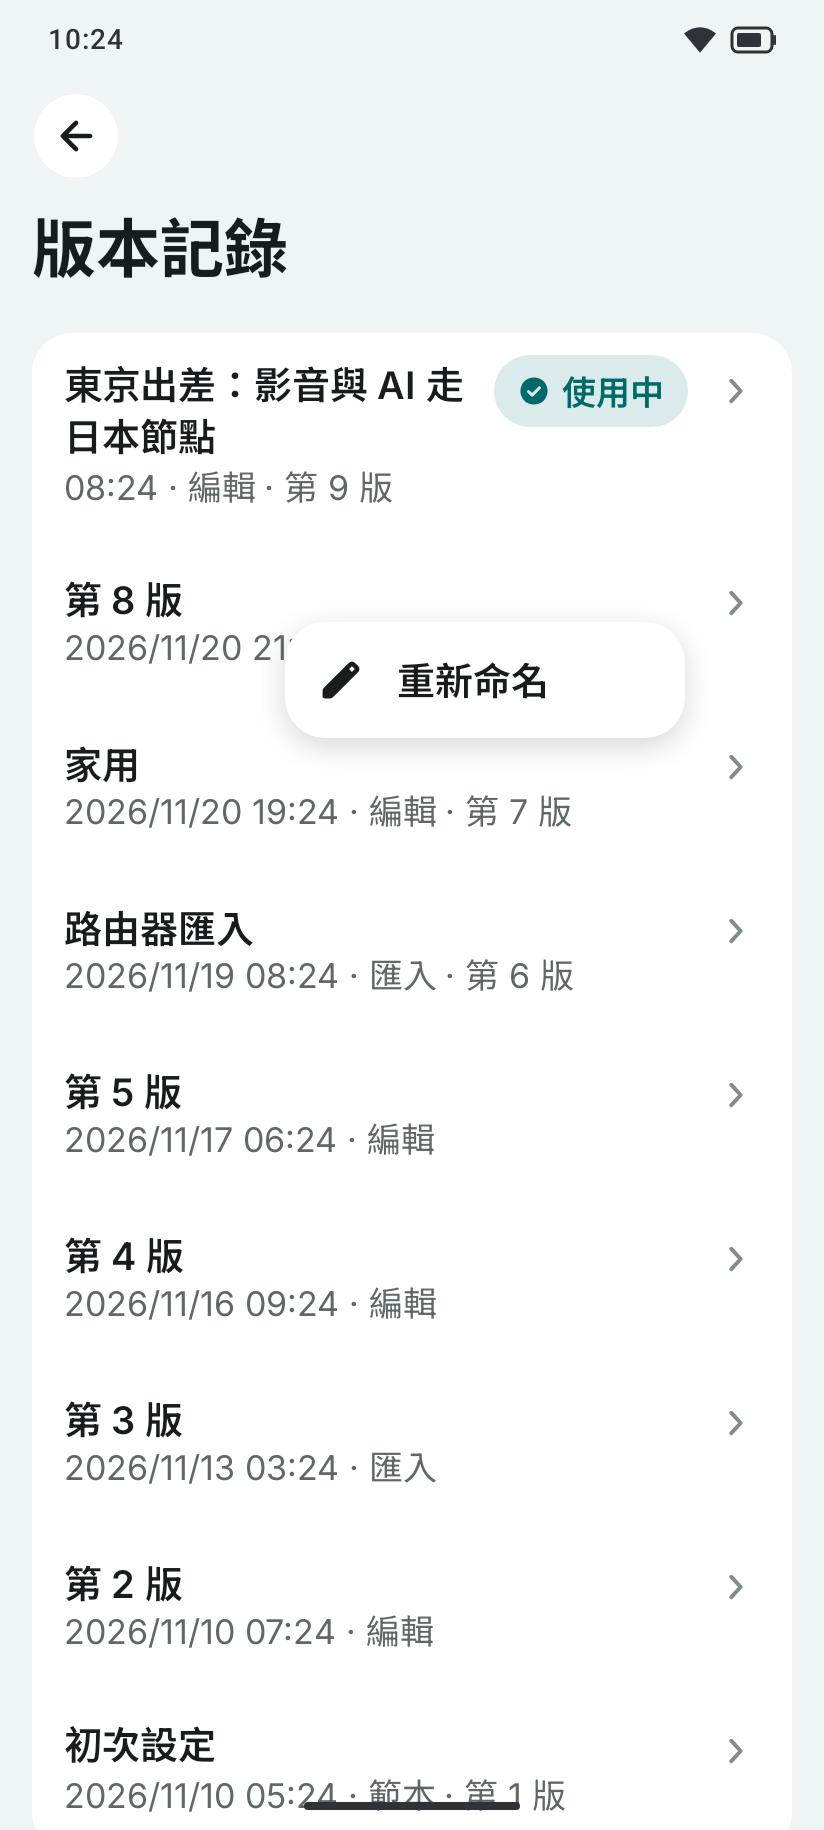 10:24
版本記錄
東京出差：影音與 AI 走
日本節點
使用中
08:24 · 編輯 · 第 9 版
第 8 版
2026/11/20 21
重新命名
家用
2026/11/20 19:24 · 編輯 · 第 7 版
路由器匯入
2026/11/19 08:24 · 匯入 · 第 6 版
第 5 版
2026/11/17 06:24 · 編輯
第 4 版
2026/11/16 09:24 · 編輯
第 3 版
2026/11/13 03:24 · 匯入
第 2 版
2026/11/10 07:24 · 編輯
初次設定
2026/11/10 05:24 · 範本 · 第 1 版